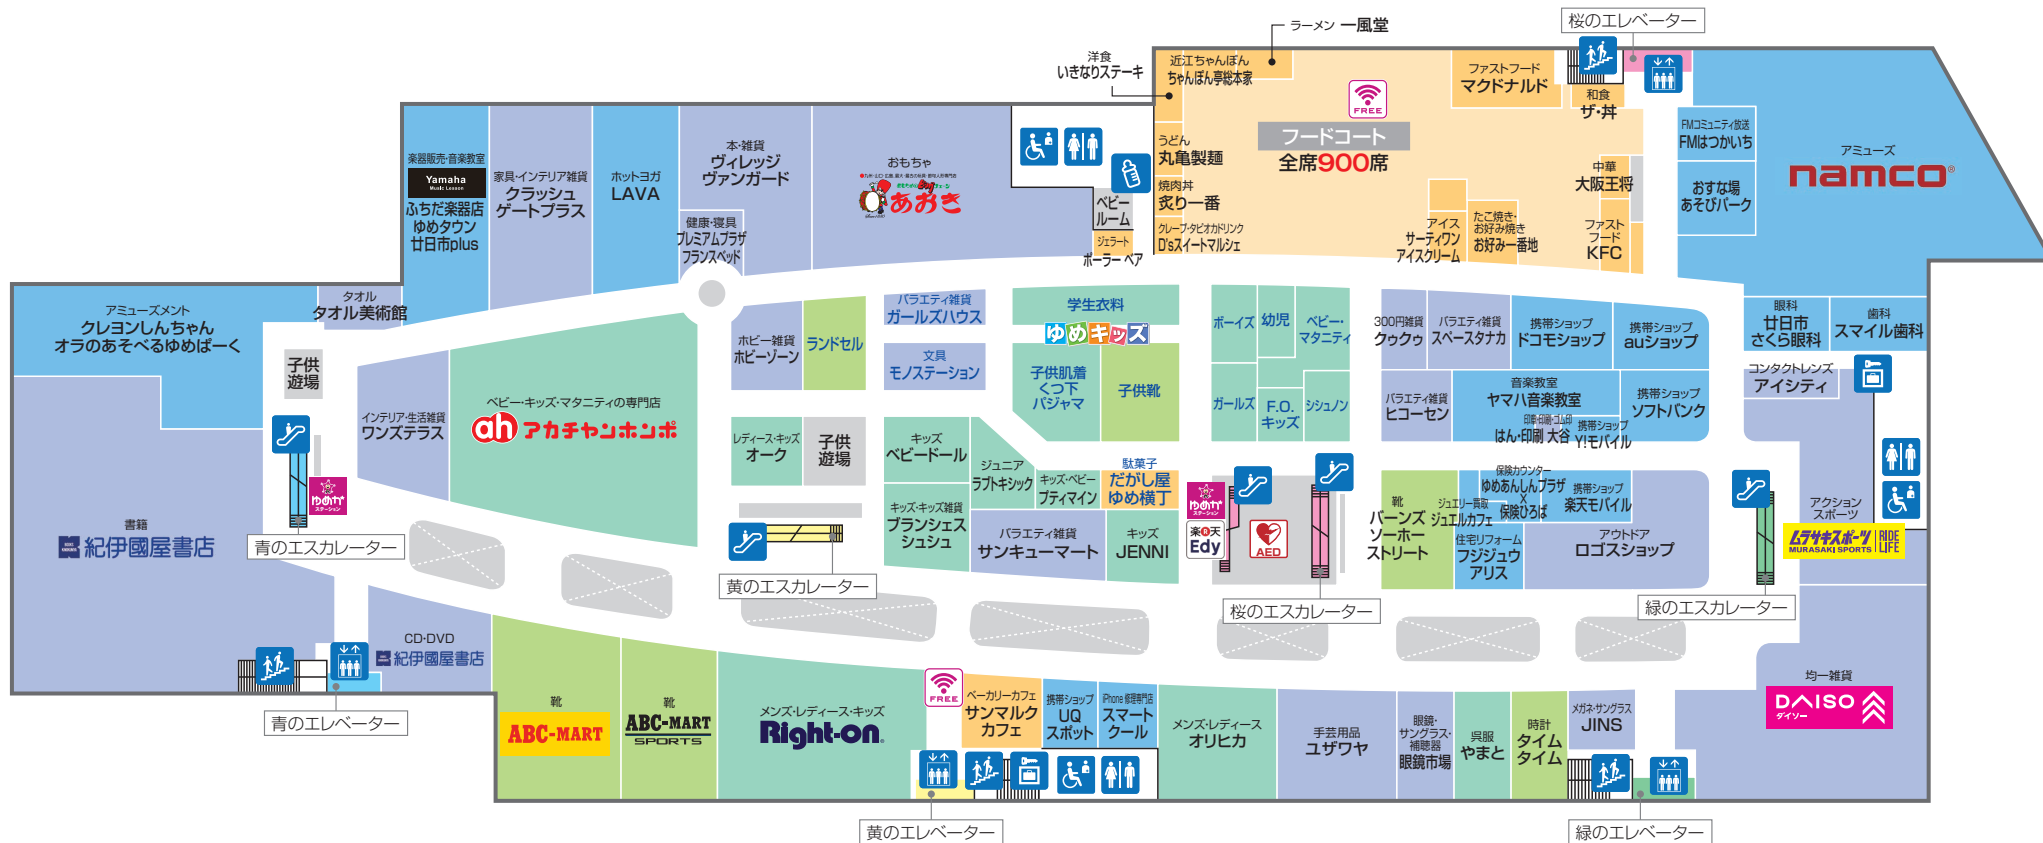 桜のエレベーター
ラーメン 一風堂
洋食
いきなりステーキ
近江ちゃんぽん
ちゃんぽん亭総本家
FREE
ファストフード
マクドナルド
和食
ザ・丼
フードコート
全席900席
うどん
丸亀製麺
焼肉丼
炙り一番
クレープ・タピオカドリンク
D'sスイートマルシェ
中華
大阪王将
アイス
サーティワン
アイスクリーム
たこ焼き・
お好み焼き
お好み一番地
ファスト
フード
KFC
FMコミュニティ放送
FMはつかいち
おすな場
あそびパーク
アミューズ
namco
楽器販売・音楽教室
Yamaha
Music Lesson
ふちだ楽器店
ゆめタウン
廿日市plus
家具・インテリア雑貨
クラッシュ
ゲートプラス
ホットヨガ
LAVA
本・雑貨
ヴィレッジ
ヴァンガード
健康・寝具
プレミアムプラザ
フランスベッド
おもちゃ
あおき
ベビー
ルーム
ジェラート
ポーラー ベア
アミューズメント
クレヨンしんちゃん
オラのあそべるゆめぱーく
タオル
タオル美術館
子供
遊場
インテリア・生活雑貨
ワンズテラス
ベビー・キッズ・マタニティの専門店
ah アカチャンホンポ
ホビー雑貨
ホビーゾーン
ランドセル
バラエティ雑貨
ガールズハウス
文具
モノステーション
学生衣料
ゆめキッズ
子供肌着
くつ下
パジャマ
子供靴
ボーイズ
幼児
ベビー・
マタニティ
ガールズ
F.O.
キッズ
シシュノン
300円雑貨
クゥクゥ
バラエティ雑貨
スペースタナカ
携帯ショップ
ドコモショップ
携帯ショップ
auショップ
バラエティ雑貨
ヒコーセン
音楽教室
ヤマハ音楽教室
印章・印刷・ゴム印
はん・印刷 大谷
携帯ショップ
Y!モバイル
携帯ショップ
ソフトバンク
眼科
廿日市
さくら眼科
歯科
スマイル歯科
コンタクトレンズ
アイシティ
レディース・キッズ
オーク
子供
遊場
キッズ
ベビードール
ジュニア
ラブトキシック
キッズ・ベビー
プティマイン
駄菓子
だがし屋
ゆめ横丁
キッズ・キッズ雑貨
ブランシェス
シュシュ
バラエティ雑貨
サンキューマート
キッズ
JENNI
ゆめか
ステーション
楽天
Edy
AED
ゆめか
ステーション
靴
バーンズ
ソーホー
ストリート
ジュエリー買取
ジュエルカフェ
保険カウンター
ゆめあんしんプラザ
×
保険ひろば
携帯ショップ
楽天モバイル
住宅リフォーム
フジジュウ
アリス
アウトドア
ロゴスショップ
アクション
スポーツ
ムラサキスポーツ
MURASAKI SPORTS
RIDE
LIFE
書籍
紀伊國屋書店
青のエスカレーター
黄のエスカレーター
桜のエスカレーター
緑のエスカレーター
CD・DVD
紀伊國屋書店
青のエレベーター
靴
ABC-MART
靴
ABC-MART
SPORTS
メンズ・レディース・キッズ
Right-on
FREE
ベーカリーカフェ
サンマルク
カフェ
携帯ショップ
UQ
スポット
iPhone 修理専門店
スマート
クール
メンズ・レディース
オリヒカ
手芸用品
ユザワヤ
眼鏡・
サングラス・
補聴器
眼鏡市場
呉服
やまと
時計
タイム
タイム
メガネ・サングラス
JINS
均一雑貨
DAISO
ダイソー
黄のエレベーター
緑のエレベーター